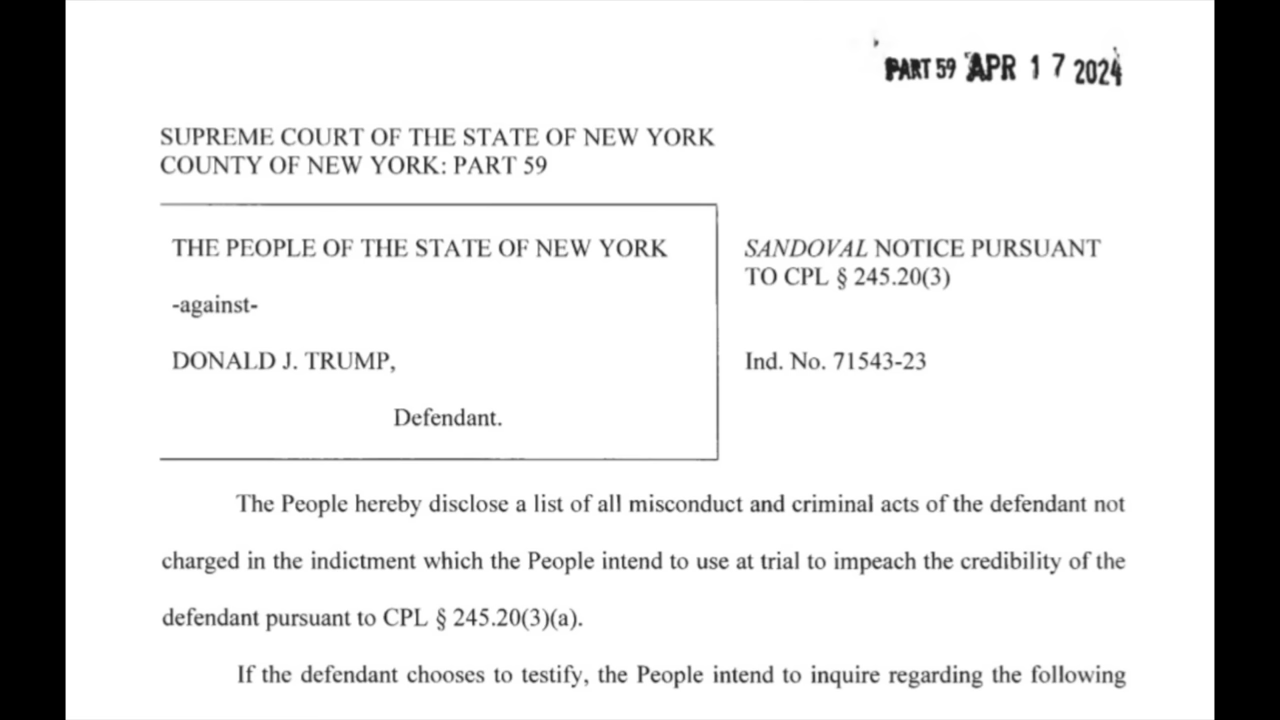 PART 59 APR 17 2024
SUPREME COURT OF THE STATE OF NEW YORK
COUNTY OF NEW YORK: PART 59
THE PEOPLE OF THE STATE OF NEW YORK
-against-
DONALD J. TRUMP,
Defendant.
SANDOVAL NOTICE PURSUANT
TO CPL § 245.20(3)
Ind. No. 71543-23
The People hereby disclose a list of all misconduct and criminal acts of the defendant not
charged in the indictment which the People intend to use at trial to impeach the credibility of the
defendant pursuant to CPL § 245.20(3)(a).
If the defendant chooses to testify, the People intend to inquire regarding the following